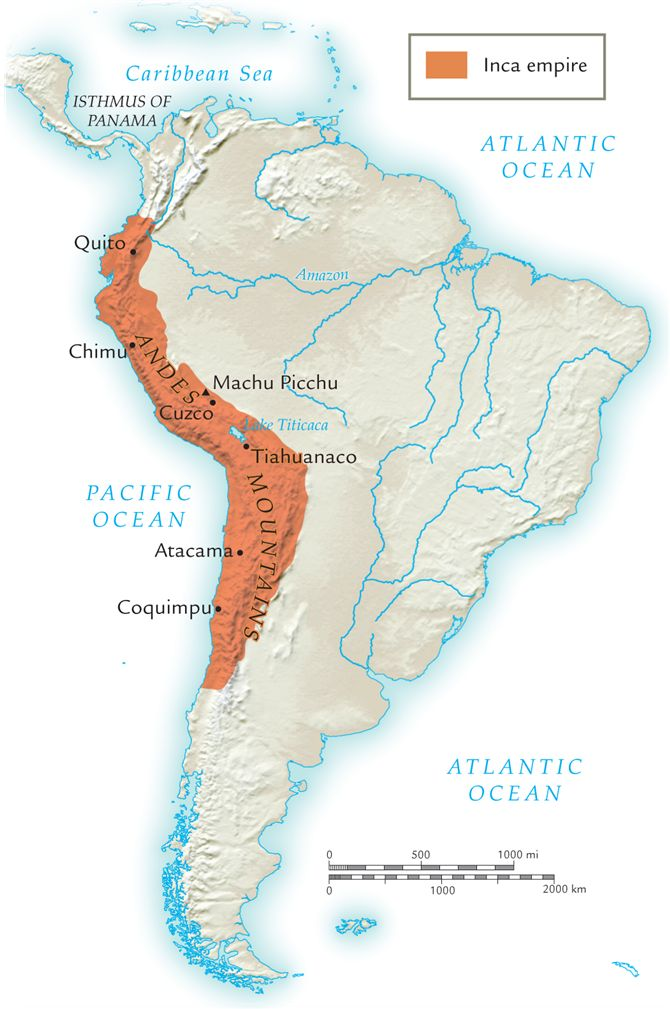 Inca empire
Caribbean Sea
ISTHMUS OF
PANAMA
ATLANTIC
OCEAN
Quito
Amazon
Chimu
ANDES
Machu Picchu
Cuzco
Lake Titicaca
Tiahuanaco
MOUNTAINS
PACIFIC
OCEAN
Atacama
Coquimpu
ATLANTIC
OCEAN
0 500 1000 mi
0 1000 2000 km